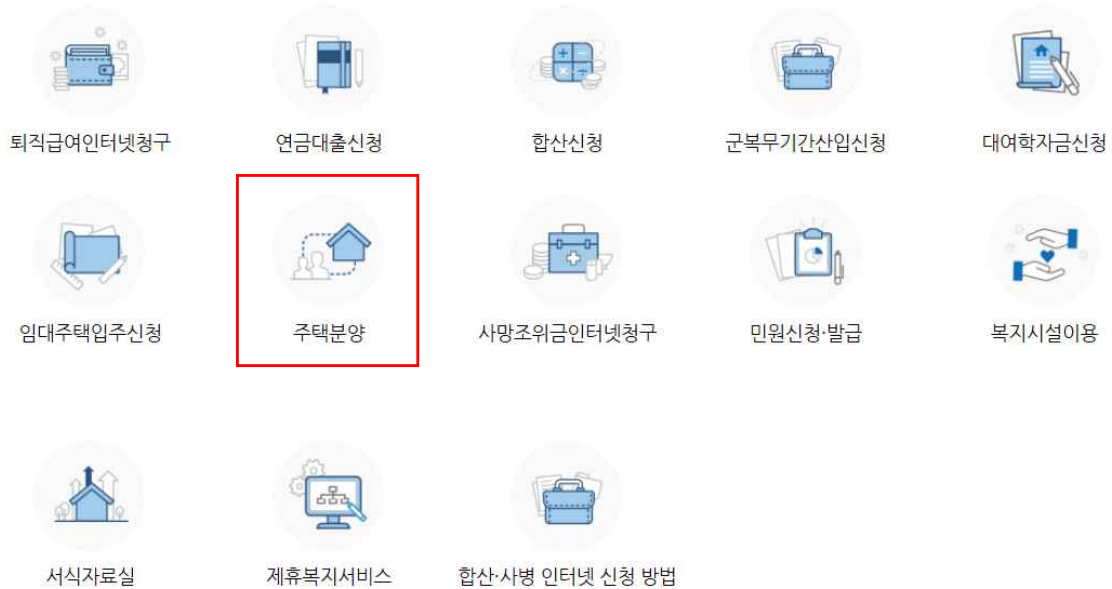 퇴직급여인터넷청구
연금대출신청
합산신청
군복무기간산입신청
대여학자금신청
임대주택입주신청
주택분양
사망조위금인터넷청구
민원신청·발급
복지시설이용
서식자료실
제휴복지서비스
합산·사병 인터넷 신청 방법